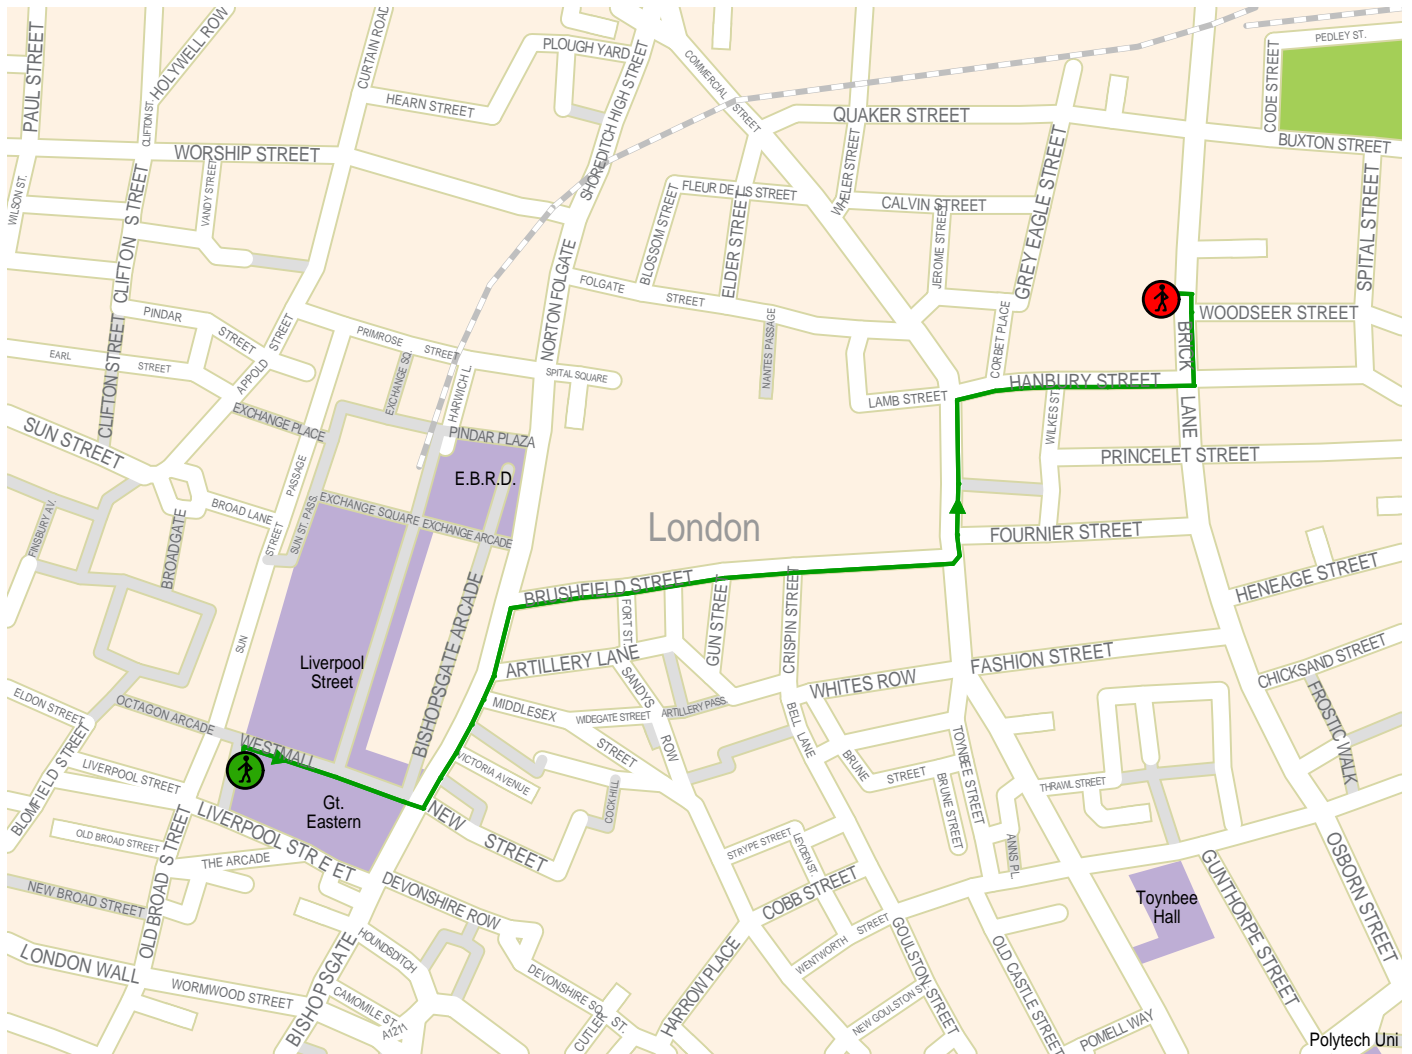 PAUL STREET
CLIFTON ST.
HOLYWELL ROW
CURTAIN ROAD
PLOUGH YARD
HEARN STREET
SHOREDITCH HIGH STREET
COMMERCIAL STREET
QUAKER STREET
CODE STREET
PEDLEY ST.
BUXTON STREET
WORSHIP STREET
WILSON ST.
VANDY STREET
CLIFTON STREET
FLEUR DE LIS STREET
BLOSSOM STREET
ELDER STREET
WHELER STREET
CALVIN STREET
JEROME STREET
GREY EAGLE STREET
SPITAL STREET
NORTON FOLGATE
FOLGATE STREET
PINDAR STREET
EARL STREET
CLIFTON STREET
APPOLD STREET
PRIMROSE STREET
EXCHANGE SQ.
HARWICH L.
SPITAL SQUARE
NANTES PASSAGE
CORBET PLACE
WOODSEER STREET
BRICK LANE
HANBURY STREET
LAMB STREET
WILKES ST.
PRINCELET STREET
EXCHANGE PLACE
SUN STREET
PINDAR PLAZA
E.B.R.D.
SUN STREET PASSAGE
SUN ST. PASS.
EXCHANGE SQUARE
EXCHANGE ARCADE
BROAD LANE
BROADGATE
FINSBURY AV.
London
FOURNIER STREET
HENEAGE STREET
BRUSHFIELD STREET
FORT ST.
GUN STREET
CRISPIN STREET
BISHOPSGATE ARCADE
ARTILLERY LANE
SANDYS ROW
ARTILLERY PASS.
WIDEGATE STREET
MIDDLESEX STREET
WHITES ROW
FASHION STREET
CHICKSAND STREET
FROSTIC WALK
Liverpool
Street
ELDON STREET
OCTAGON ARCADE
WESTMALL
BLOMFIELD STREET
LIVERPOOL STREET
LIVERPOOL STREET
Gt.
Eastern
VICTORIA AVENUE
NEW STREET
COCK HILL
BELL LANE
BRUNE STREET
BRUNE STREET
TOYNBEE STREET
THRAWL STREET
ANNS PL
OLD BROAD STREET
THE ARCADE
NEW BROAD STREET
OLD BROAD STREET
DEVONSHIRE ROW
STRYPE STREET
LEYDEN ST.
COBB STREET
WENTWORTH STREET
GOULSTON STREET
NEW GOULSTON ST.
OLD CASTLE STREET
Toynbee
Hall
GUNTHORPE STREET
OSBORN STREET
LONDON WALL
WORMWOOD STREET
BISHOPSGATE
HOUNDSDITCH
CAMOMILE ST.
A1211
DEVONSHIRE SQ.
ST.
CUTLER
HARROW PLACE
POMELL WAY
Polytech Uni